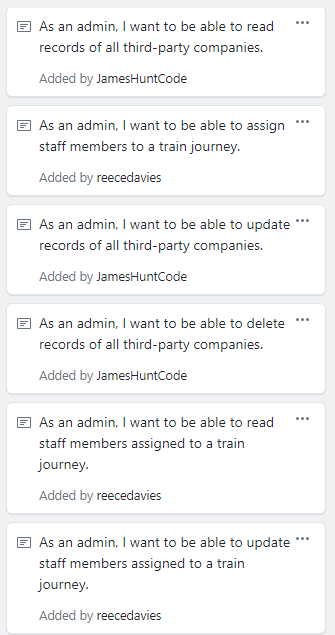 As an admin, I want to be able to read
records of all third-party companies.
Added by JamesHuntCode
As an admin, I want to be able to assign
staff members to a train journey.
Added by reecedavies
As an admin, I want to be able to update
records of all third-party companies.
Added by JamesHuntCode
As an admin, I want to be able to delete
records of all third-party companies.
Added by JamesHuntCode
As an admin, I want to be able to read
staff members assigned to a train
journey.
Added by reecedavies
As an admin, I want to be able to update
staff members assigned to a train
journey.
Added by reecedavies